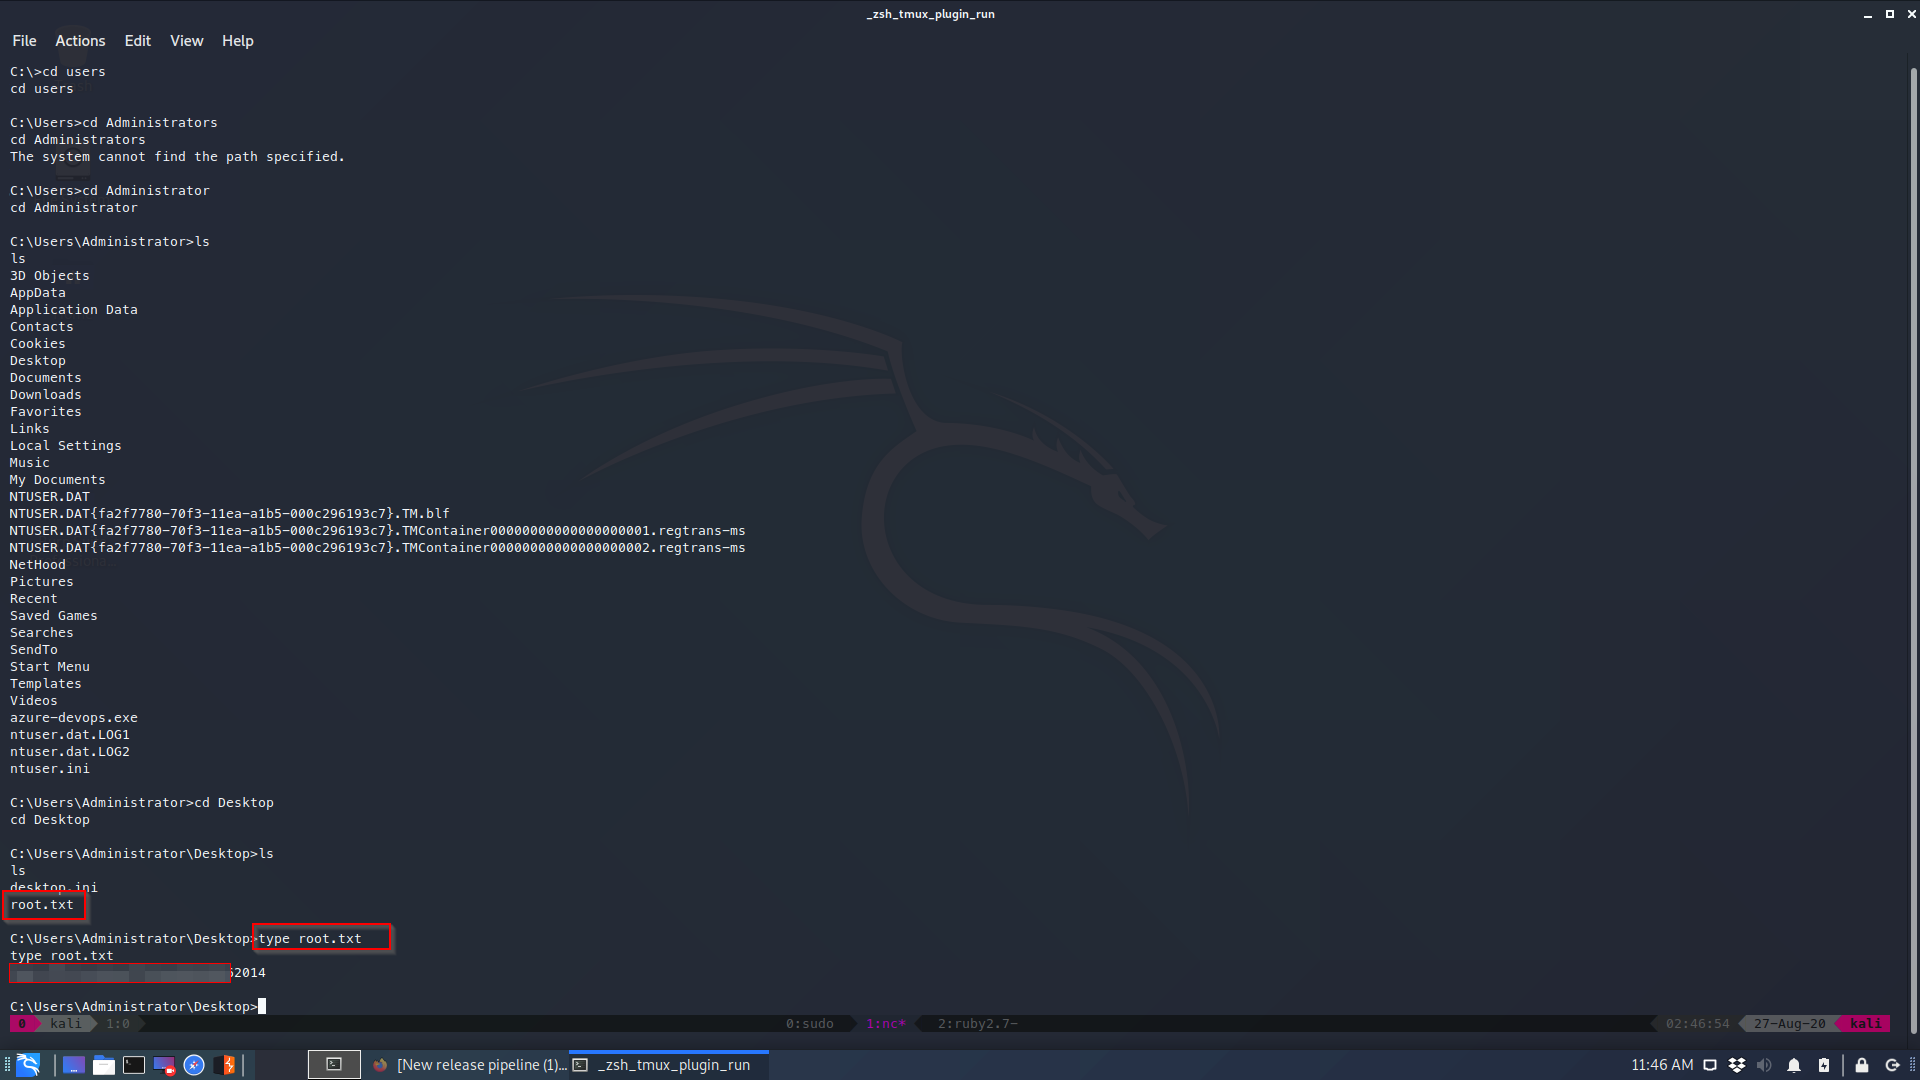 _zsh_tmux_plugin_run
File Actions Edit View Help
C:\>cd users
cd users
C:\Users>cd Administrators
cd Administrators
The system cannot find the path specified.
C:\Users>cd Administrator
cd Administrator
C:\Users\Administrator>ls
ls
3D Objects
AppData
Application Data
Contacts
Cookies
Desktop
Documents
Downloads
Favorites
Links
Local Settings
Music
My Documents
NTUSER.DAT
NTUSER.DAT{fa2f7780-70f3-11ea-a1b5-000c296193c7}.TM.blf
NTUSER.DAT{fa2f7780-70f3-11ea-a1b5-000c296193c7}.TMContainer00000000000000000001.regtrans-ms
NTUSER.DAT{fa2f7780-70f3-11ea-a1b5-000c296193c7}.TMContainer00000000000000000002.regtrans-ms
NetHood
Pictures
Recent
Saved Games
Searches
SendTo
Start Menu
Templates
Videos
azure-devops.exe
ntuser.dat.LOG1
ntuser.dat.LOG2
ntuser.ini
C:\Users\Administrator>cd Desktop
cd Desktop
C:\Users\Administrator\Desktop>ls
ls
desktop.ini
root.txt
C:\Users\Administrator\Desktop>type root.txt
type root.txt
2014
C:\Users\Administrator\Desktop>
0 kali 1:0 0:sudo 1:nc* 2:ruby2.7- 02:46:54 27-Aug-20 kali
[New release pipeline (1)... _zsh_tmux_plugin_run 11:46 AM